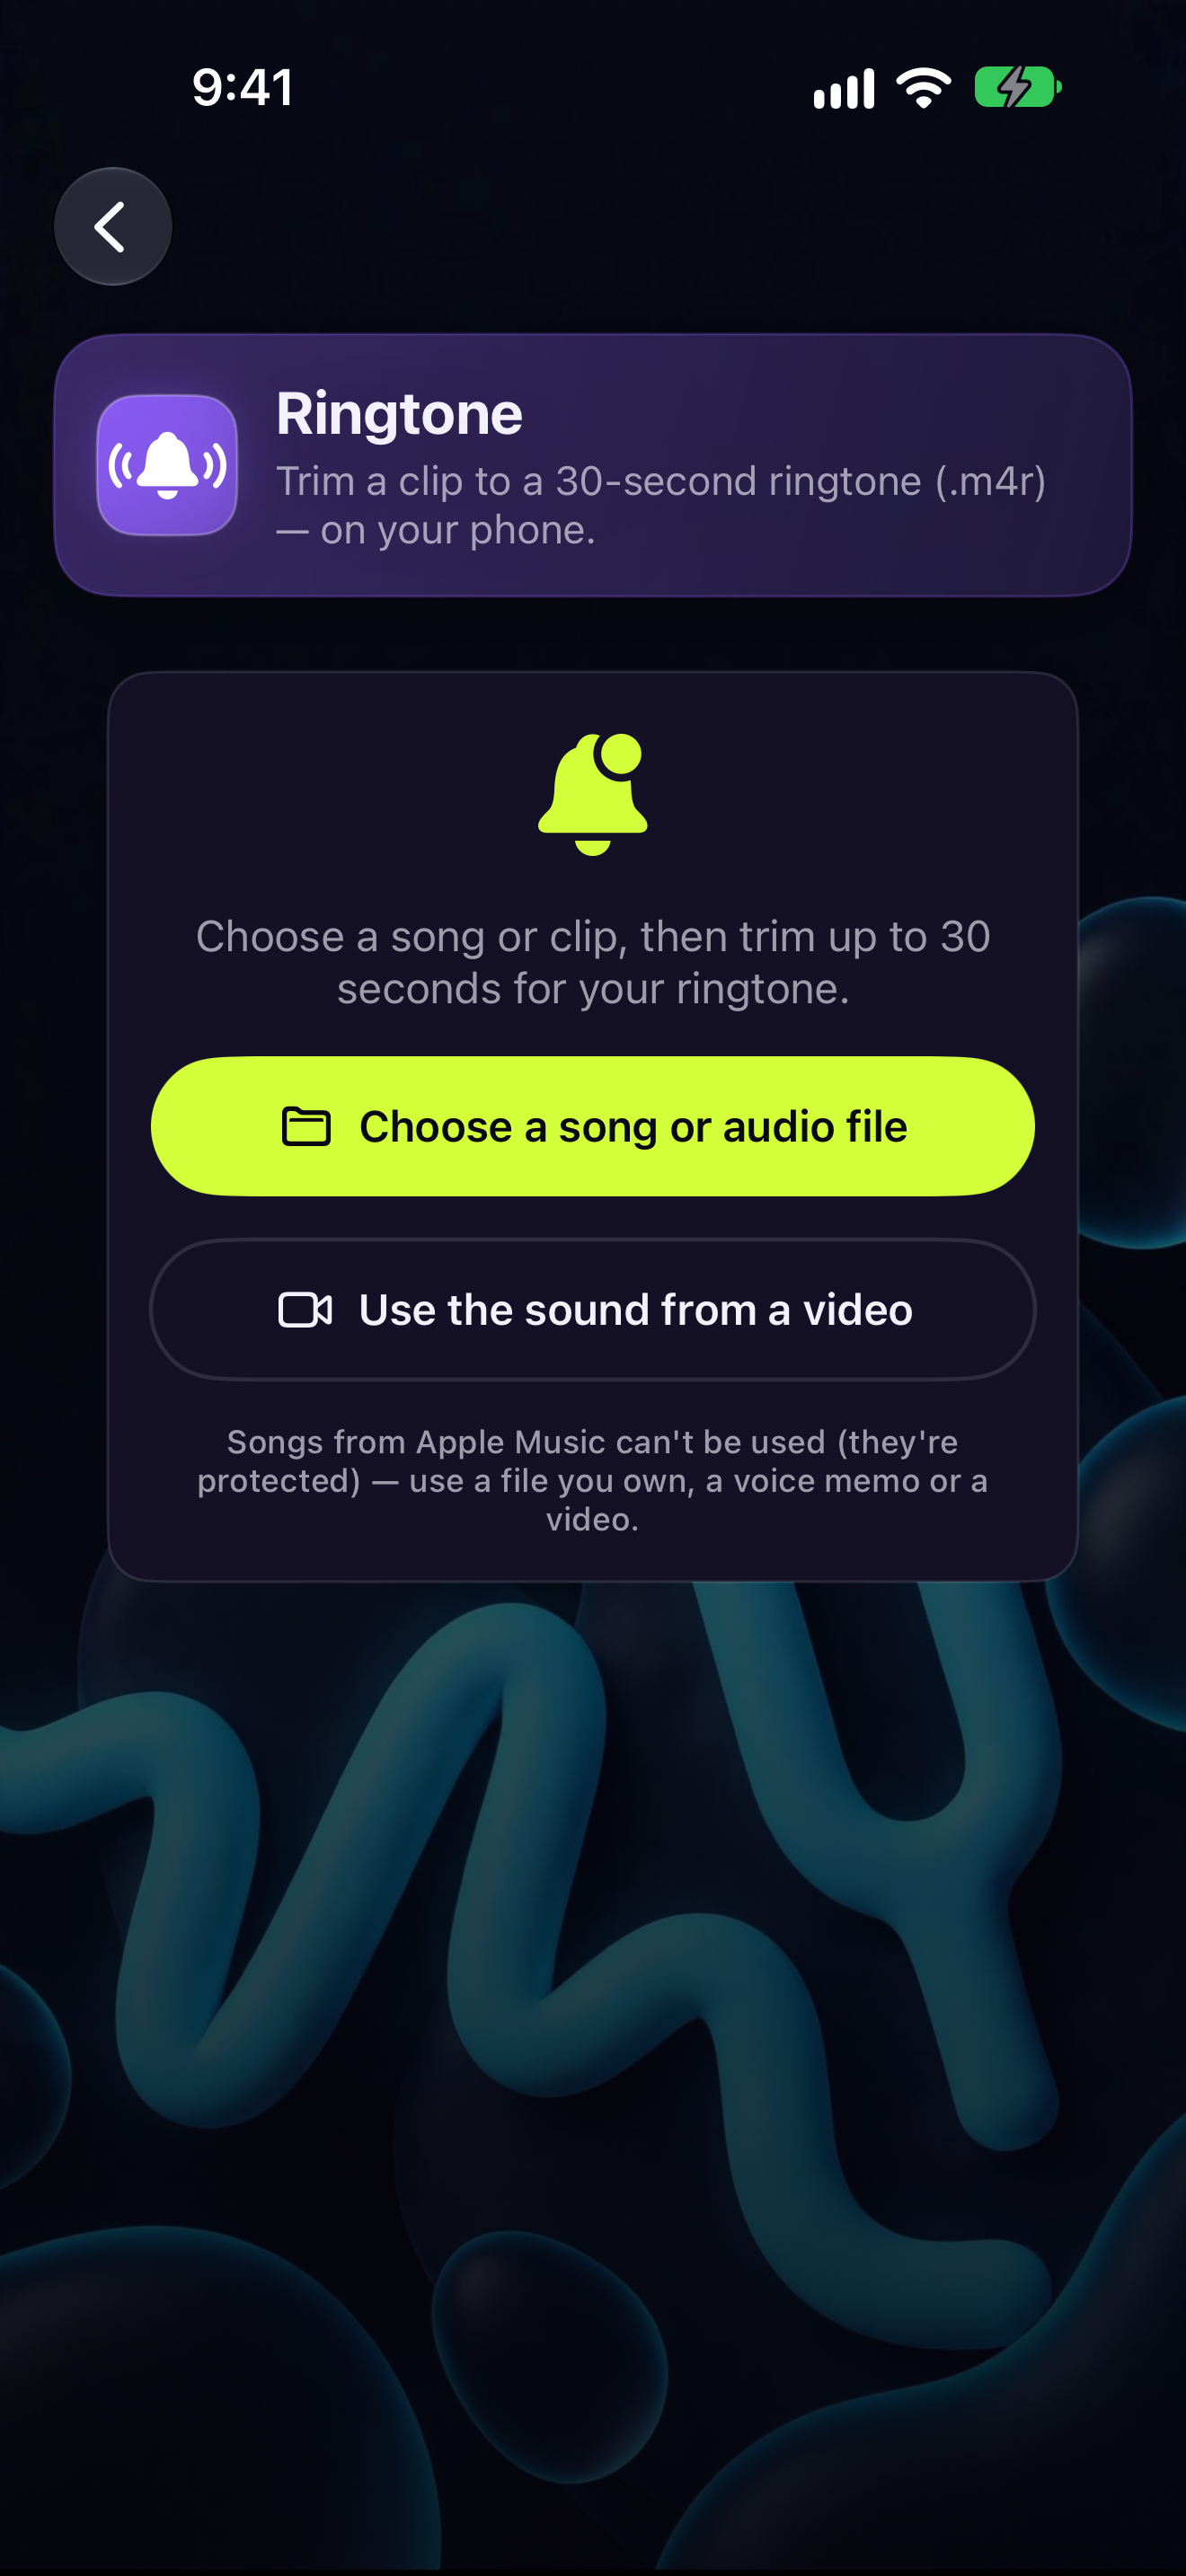 9:41
Ringtone
Trim a clip to a 30-second ringtone (.m4r)
— on your phone.
Choose a song or clip, then trim up to 30
seconds for your ringtone.
Choose a song or audio file
Use the sound from a video
Songs from Apple Music can't be used (they're
protected) — use a file you own, a voice memo or a
video.